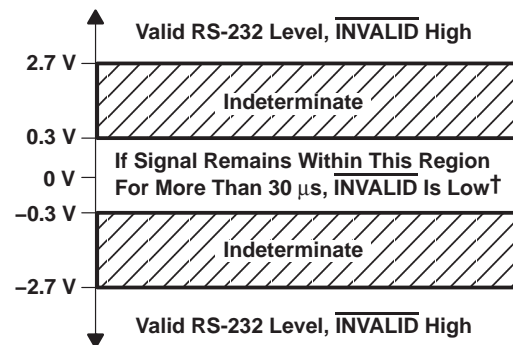 Valid RS-232 Level, INVALID High
2.7 V
Indeterminate
0.3 V
If Signal Remains Within This Region
0 V
For More Than 30 μs, INVALID Is Low†
−0.3 V
Indeterminate
−2.7 V
Valid RS-232 Level, INVALID High